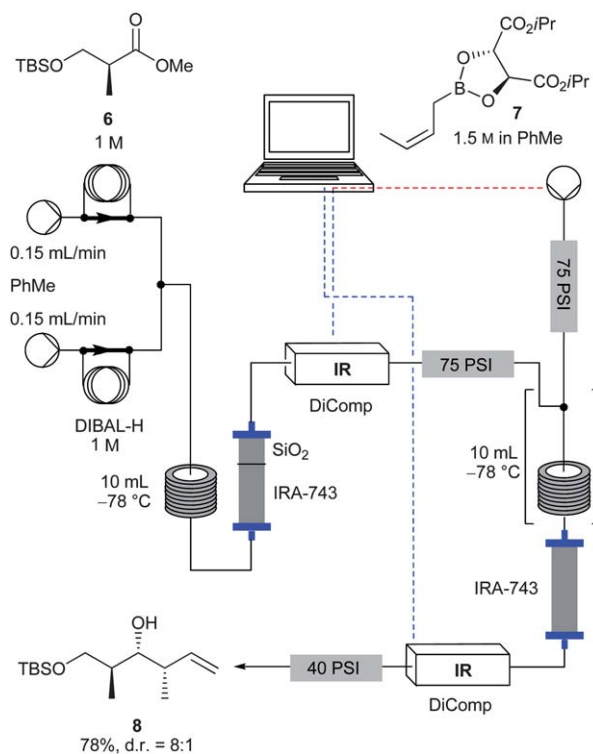 O
TBSO
OMe
6
1 M
CO₂iPr
O
CO₂iPr
B
O
7
1.5 M in PhMe
0.15 mL/min
PhMe
0.15 mL/min
DIBAL-H
1 M
75 PSI
IR
DiComp
75 PSI
SiO₂
IRA-743
10 mL
–78 °C
10 mL
–78 °C
IRA-743
OH
TBSO
8
78%, d.r. = 8:1
40 PSI
IR
DiComp